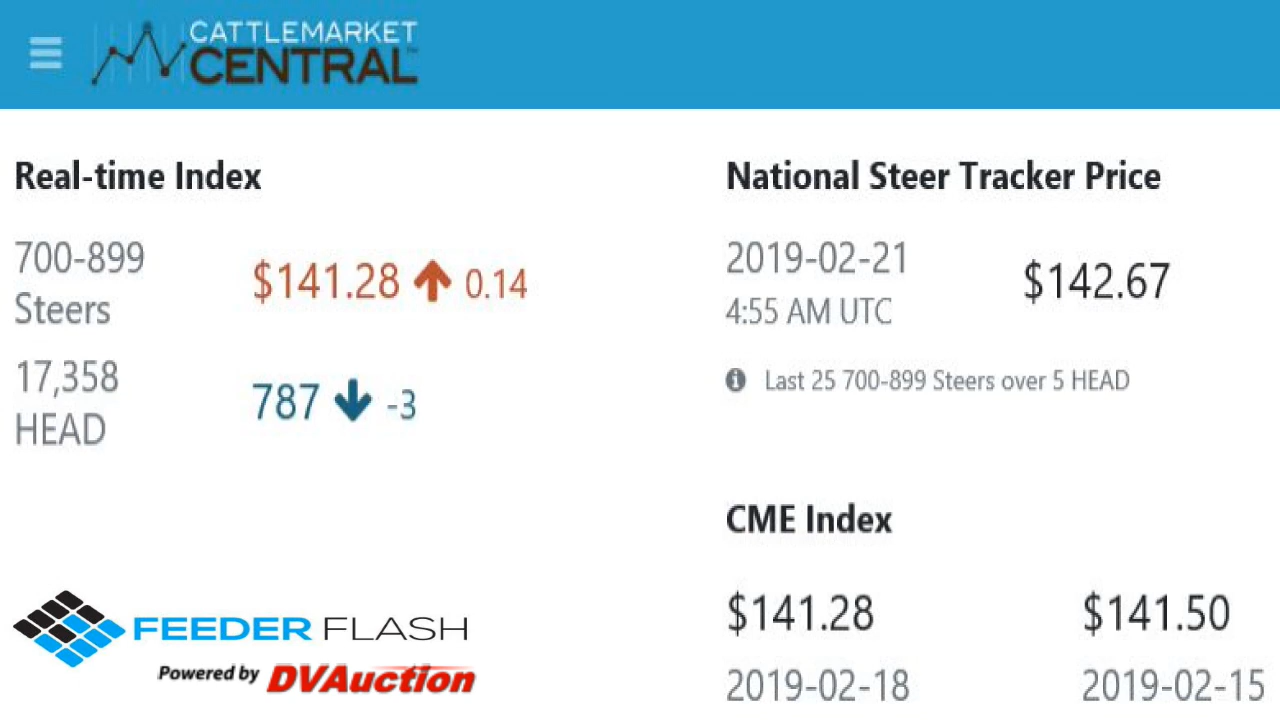 CATTLEMARKET
CENTRAL™
Real-time Index
700-899
Steers
$141.28 0.14
17,358
HEAD
787 -3
National Steer Tracker Price
2019-02-21
4:55 AM UTC
$142.67
Last 25 700-899 Steers over 5 HEAD
CME Index
$141.28 $141.50
2019-02-18 2019-02-15
FEEDER FLASH
Powered by DVAuction